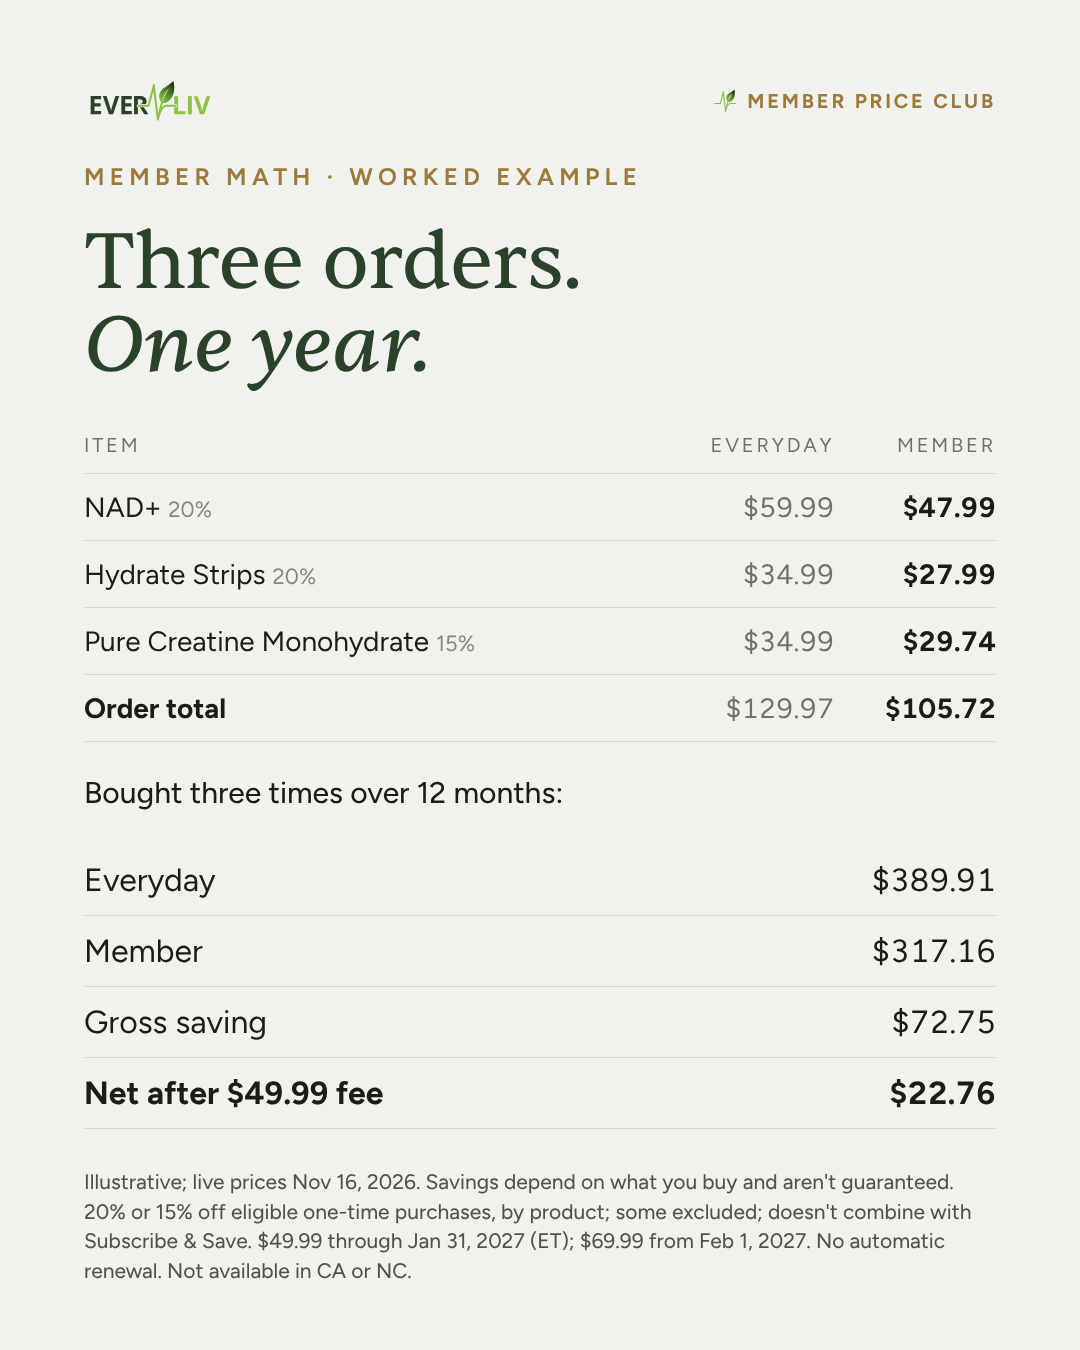 EVER LIV
MEMBER PRICE CLUB
MEMBER MATH · WORKED EXAMPLE
Three orders.
One year.
ITEM EVERYDAY MEMBER
NAD+ 20% $59.99 $47.99
Hydrate Strips 20% $34.99 $27.99
Pure Creatine Monohydrate 15% $34.99 $29.74
Order total $129.97 $105.72
Bought three times over 12 months:
Everyday $389.91
Member $317.16
Gross saving $72.75
Net after $49.99 fee $22.76
Illustrative; live prices Nov 16, 2026. Savings depend on what you buy and aren't guaranteed.
20% or 15% off eligible one-time purchases, by product; some excluded; doesn't combine with
Subscribe & Save. $49.99 through Jan 31, 2027 (ET); $69.99 from Feb 1, 2027. No automatic
renewal. Not available in CA or NC.